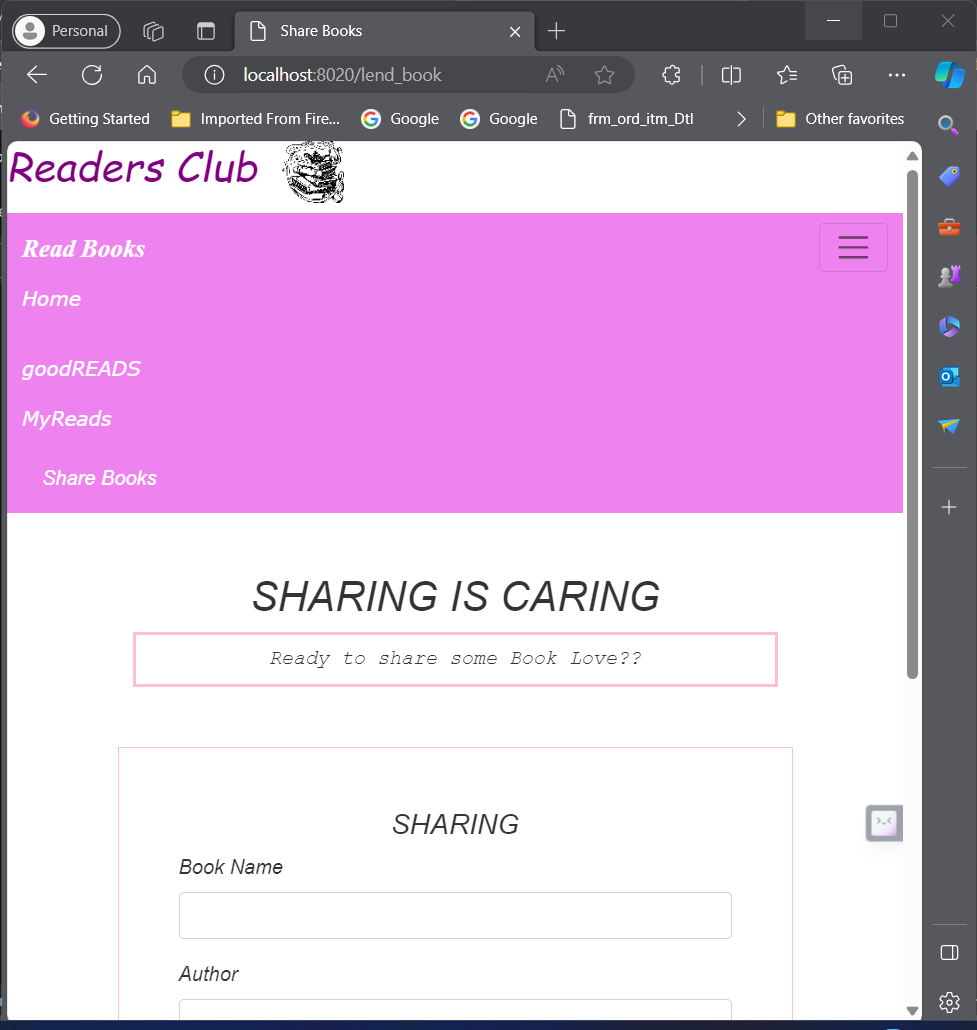 Personal
Share Books
localhost:8020/lend_book
Getting Started
Imported From Fire...
Google
Google
frm_ord_itm_Dtl
Other favorites
Readers Club
Read Books
Home
goodREADS
MyReads
Share Books
SHARING IS CARING
Ready to share some Book Love??
SHARING
Book Name
Author